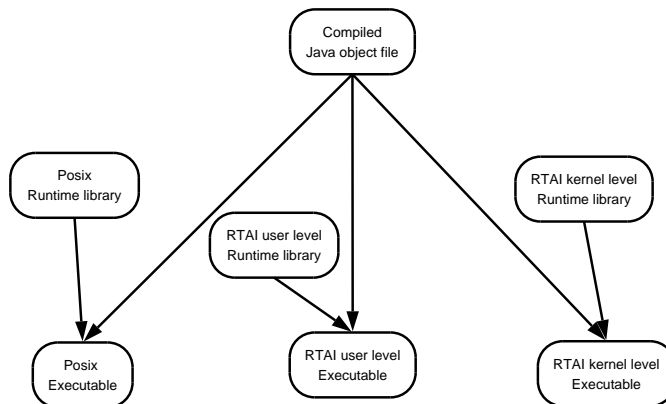 Compiled
Java object file
Posix
Runtime library
RTAI kernel level
Runtime library
RTAI user level
Runtime library
Posix
Executable
RTAI user level
Executable
RTAI kernel level
Executable